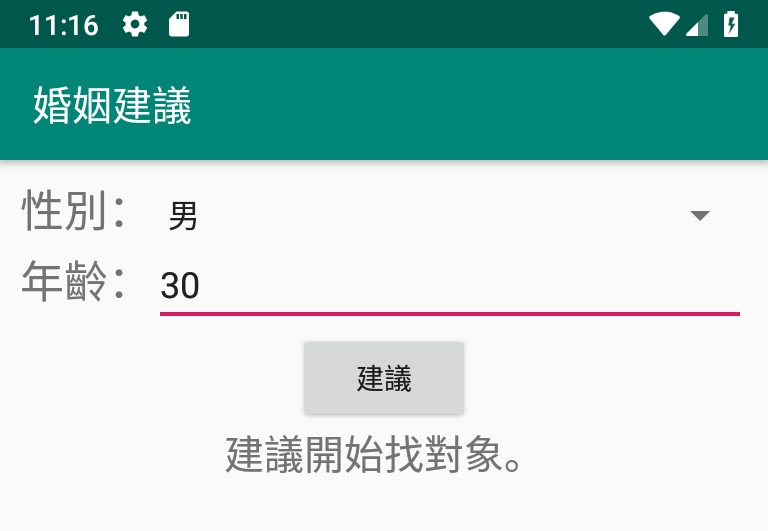 11:16
婚姻建議
性別： 男
年齡： 30
建議
建議開始找對象。